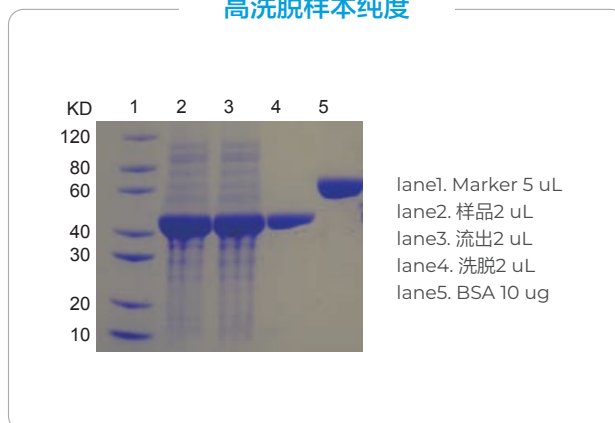 高洗脱样本纯度
KD 1 2 3 4 5
120
80
60
40
30
20
10
lane1. Marker 5 uL
lane2. 样品2 uL
lane3. 流出2 uL
lane4. 洗脱2 uL
lane5. BSA 10 ug